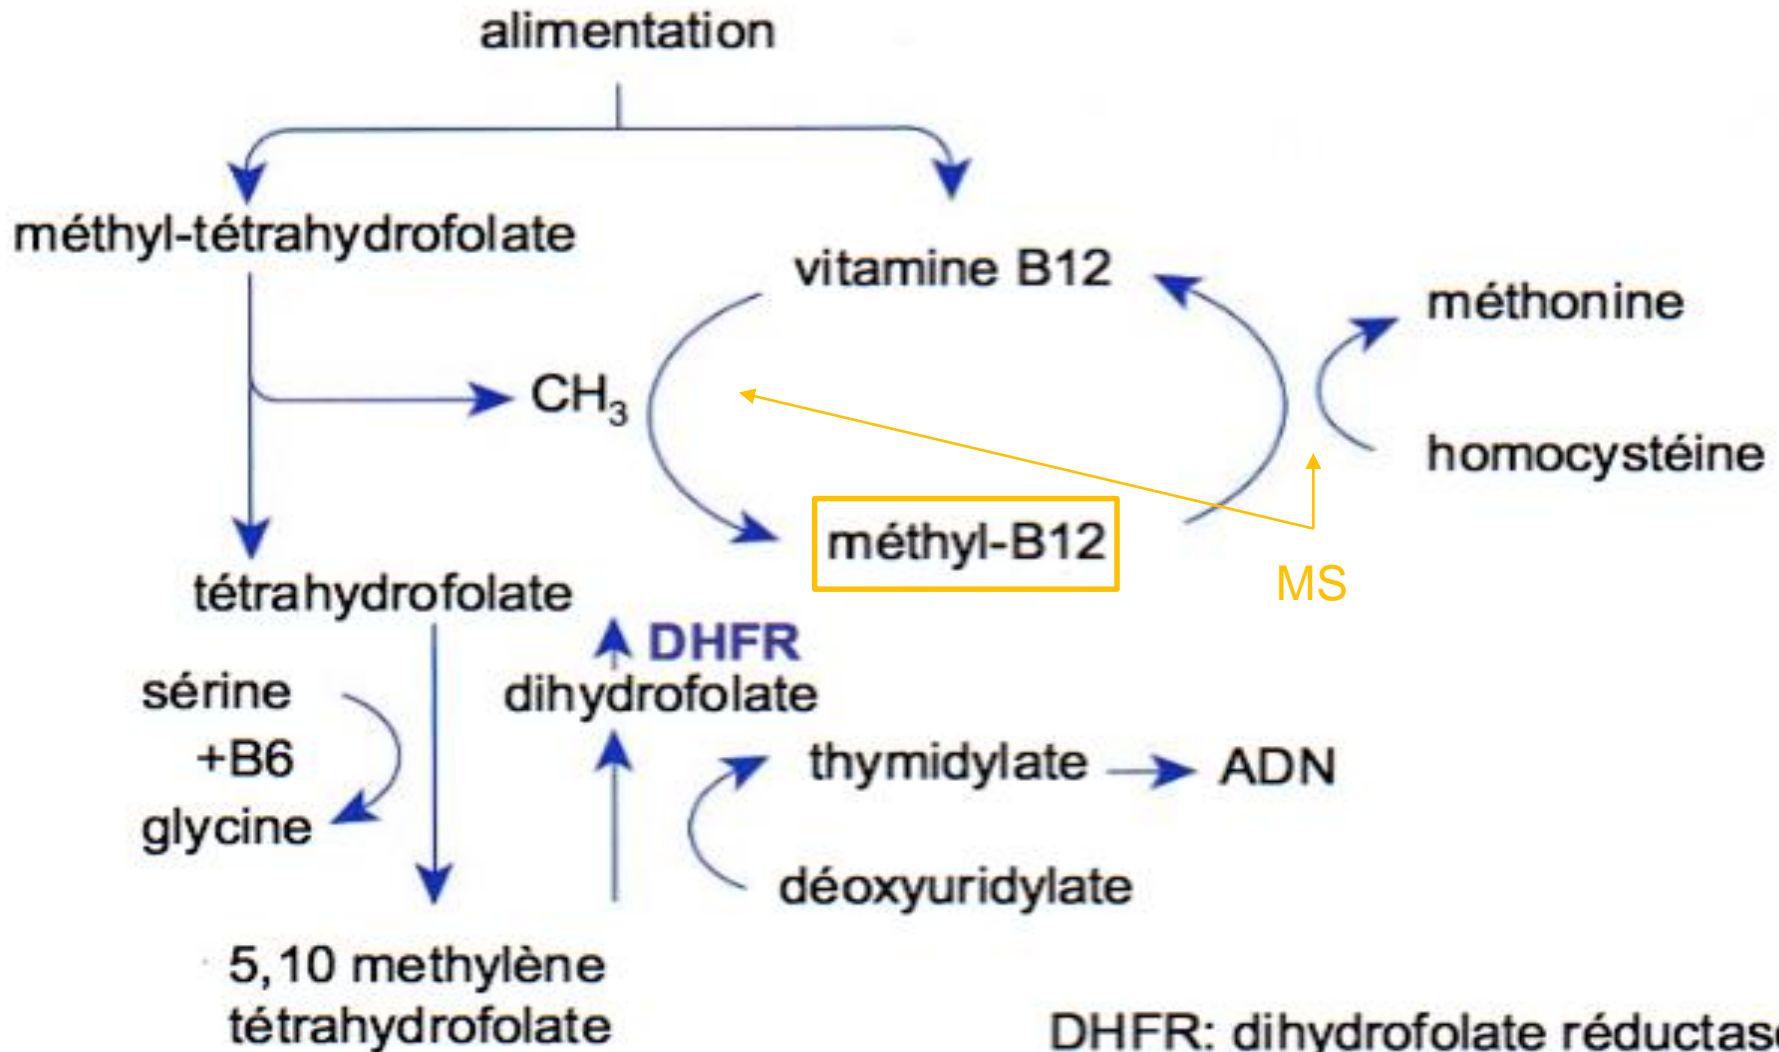 alimentation
méthyl-tétrahydrofolate
vitamine B12
méthonine
CH₃
homocystéine
méthyl-B12
MS
tétrahydrofolate
DHFR
sérine
dihydrofolate
+B6
thymidylate
ADN
glycine
déoxyuridylate
5,10 methylène
tétrahydrofolate
DHFR: dihydrofolate réductase